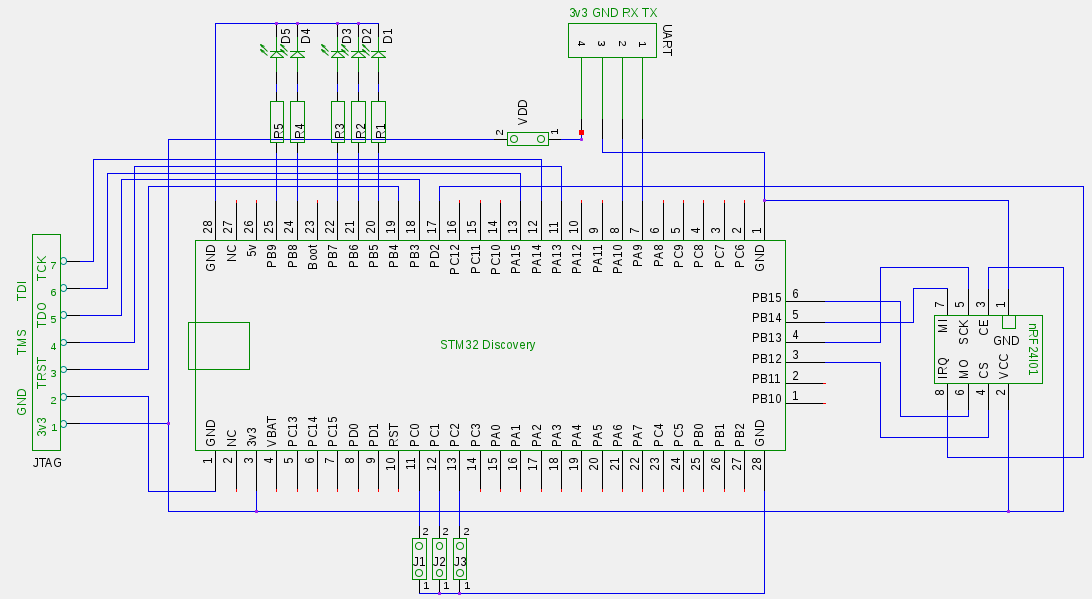 3v3 GND RX TX
4 3 2 1
UART
D5 D4 D3 D2 D1
R5 R4 R3 R2 R1
VDD
2 1
28 27 26 25 24 23 22 21 20 19 18 17 16 15 14 13 12 11 10 9 8 7 6 5 4 3 2 1
GND NC 5v PB9 PB8 Boot PB7 PB6 PB5 PB4 PB3 PD2 PC12 PC11 PC10 PA15 PA14 PA13 PA12 PA11 PA10 PA9 PA8 PC9 PC8 PC7 PC6 GND
TCK 7
TDI 6
TDO 5
TMS 4
TRST 3
GND 2
3v3 1
JTAG
STM32 Discovery
PB15 6
PB14 5
PB13 4
PB12 3
PB11 2
PB10 1
7 5 3 1
MI SCK CE GND
nRF24l01
IRQ MO CS VCC
8 6 4 2
GND NC 3v3 VBAT PC13 PC14 PC15 PD0 PD1 RST PC0 PC1 PC2 PC3 PA0 PA1 PA2 PA3 PA4 PA5 PA6 PA7 PC4 PC5 PB0 PB1 PB2 GND
1 2 3 4 5 6 7 8 9 10 11 12 13 14 15 16 17 18 19 20 21 22 23 24 25 26 27 28
2 2 2
J1 J2 J3
1 1 1